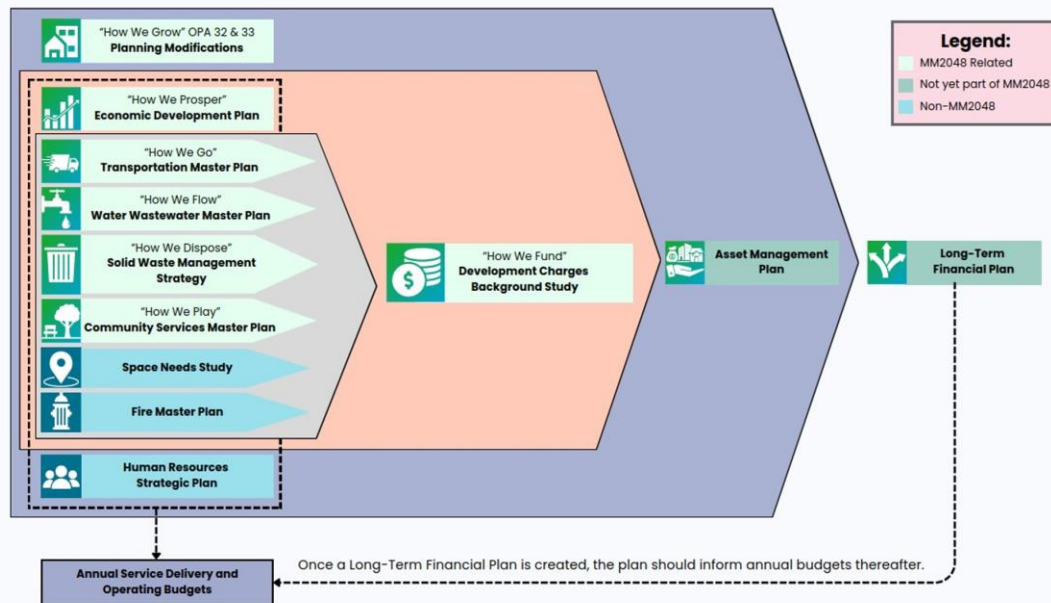 "How We Grow" OPA 32 & 33
Planning Modifications
Legend:
MM2048 Related
Not yet part of MM2048
Non-MM2048
"How We Prosper"
Economic Development Plan
"How We Go"
Transportation Master Plan
"How We Flow"
Water Wastewater Master Plan
"How We Dispose"
Solid Waste Management
Strategy
"How We Play"
Community Services Master Plan
Space Needs Study
Fire Master Plan
Human Resources
Strategic Plan
"How We Fund"
Development Charges
Background Study
Asset Management
Plan
Long-Term
Financial Plan
Annual Service Delivery and
Operating Budgets
Once a Long-Term Financial Plan is created, the plan should inform annual budgets thereafter.